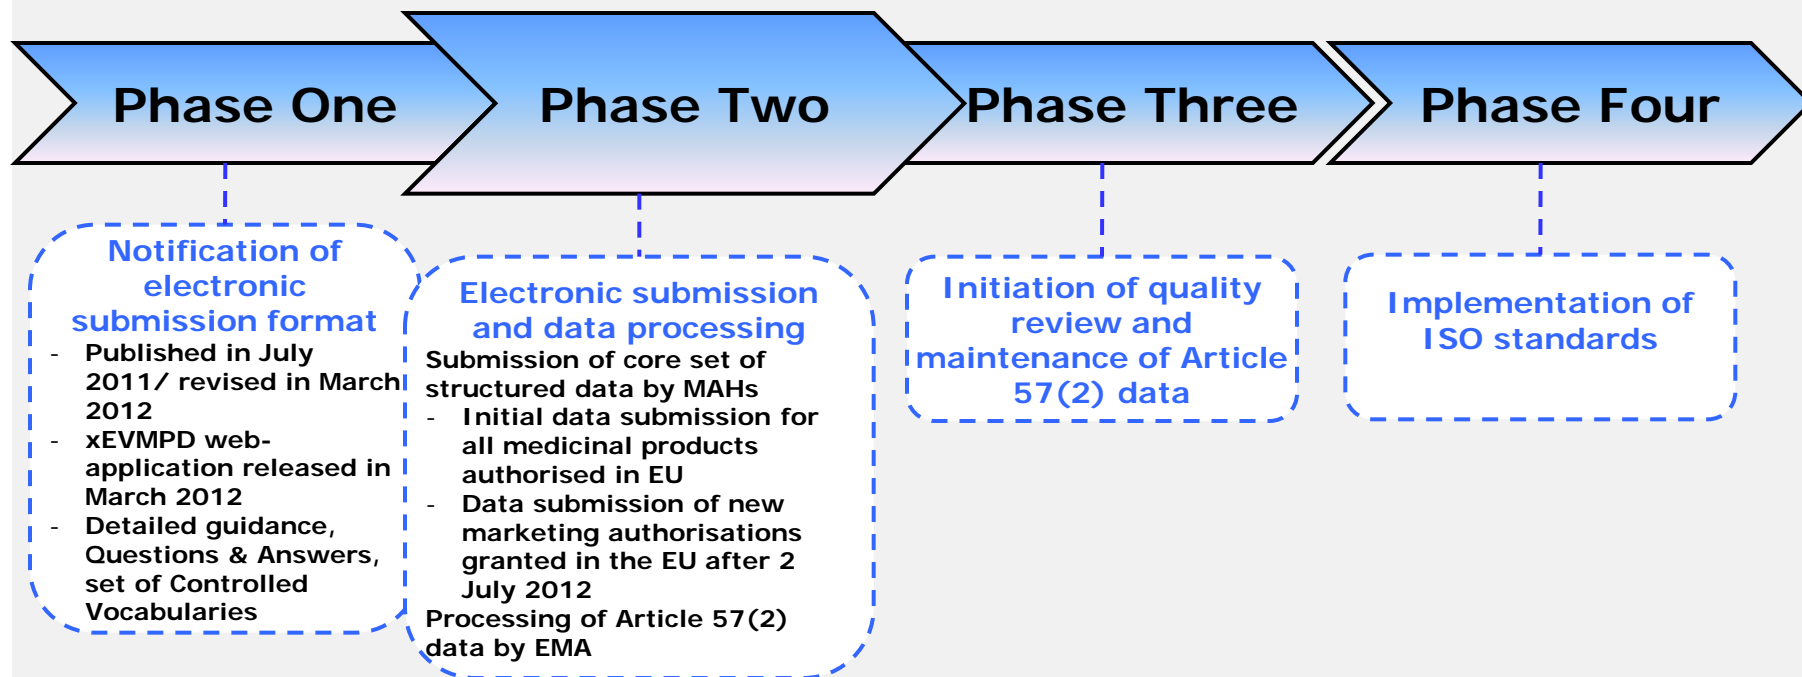 Phase One
Phase Two
Phase Three
Phase Four
Notification of
electronic
submission format
- Published in July
2011/ revised in March
2012
- xEVMPD web-
application released in
March 2012
- Detailed guidance,
Questions & Answers,
set of Controlled
Vocabularies
Electronic submission
and data processing
Submission of core set of
structured data by MAHs
- Initial data submission for
all medicinal products
authorised in EU
- Data submission of new
marketing authorisations
granted in the EU after 2
July 2012
Processing of Article 57(2)
data by EMA
Initiation of quality
review and
maintenance of Article
57(2) data
Implementation of
ISO standards